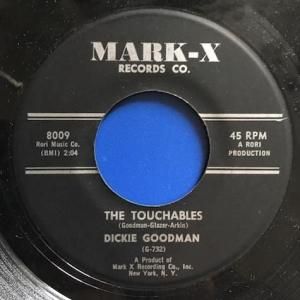 MARK-X
RECORDS CO.
8009
Rori Music Co.
(BMI) 2:04
45 RPM
A RORI
PRODUCTION
THE TOUCHABLES
(Goodman-Glazer-Arkin)
DICKIE GOODMAN
(G-732)
A Product of
Mark X Recording Co., Inc.
New York, N. Y.